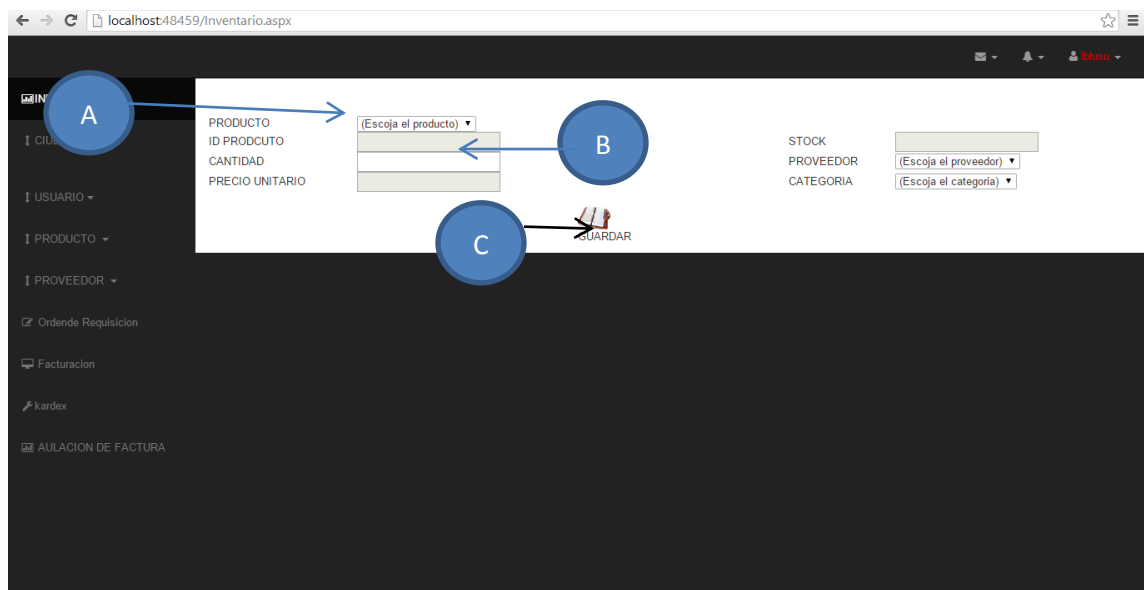 localhost:48459/Inventario.aspx
lblusu
A
PRODUCTO (Escoja el producto)
ID PRODCUTO
CANTIDAD
PRECIO UNITARIO
B
STOCK
PROVEEDOR (Escoja el proveedor)
CATEGORIA (Escoja el categoria)
C
GUARDAR
USUARIO
PRODUCTO
PROVEEDOR
Ordende Requisicion
Facturacion
kardex
AULACION DE FACTURA